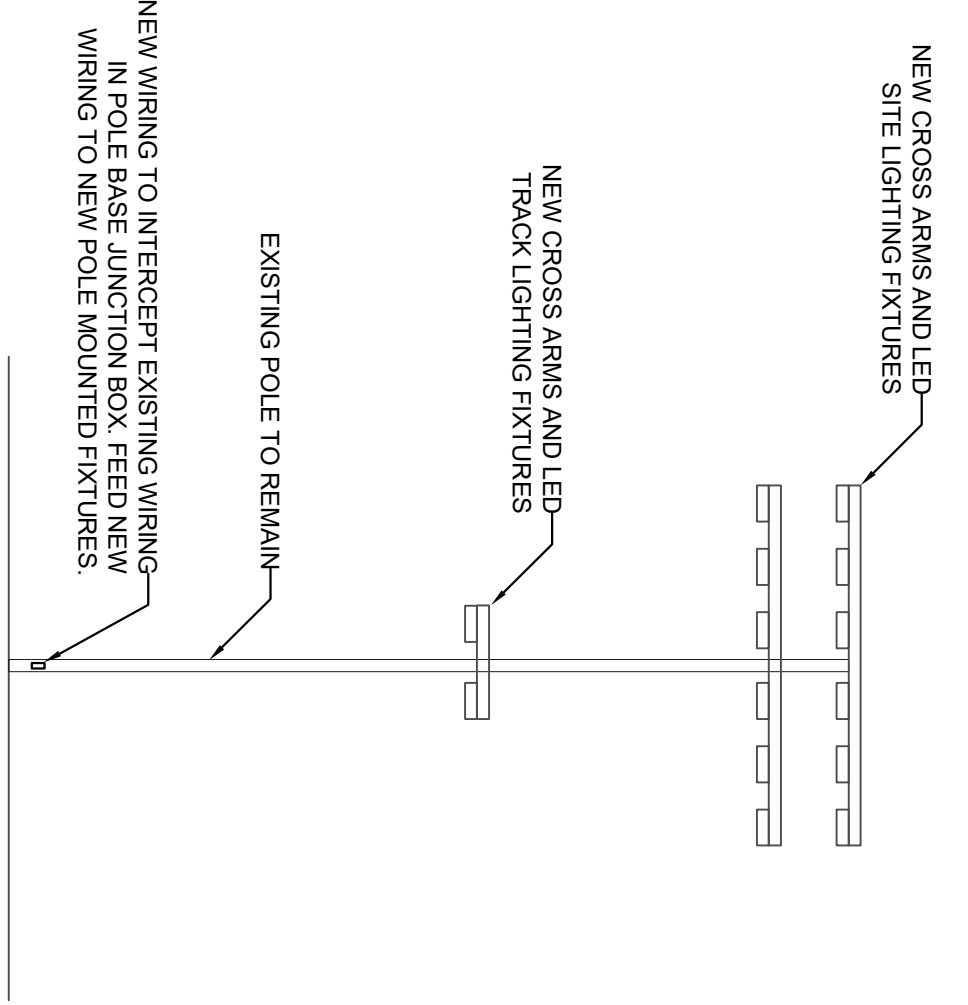 NEW CROSS ARMS AND LED
SITE LIGHTING FIXTURES
NEW CROSS ARMS AND LED
TRACK LIGHTING FIXTURES
EXISTING POLE TO REMAIN
NEW WIRING TO INTERCEPT EXISTING WIRING
IN POLE BASE JUNCTION BOX. FEED NEW
WIRING TO NEW POLE MOUNTED FIXTURES.